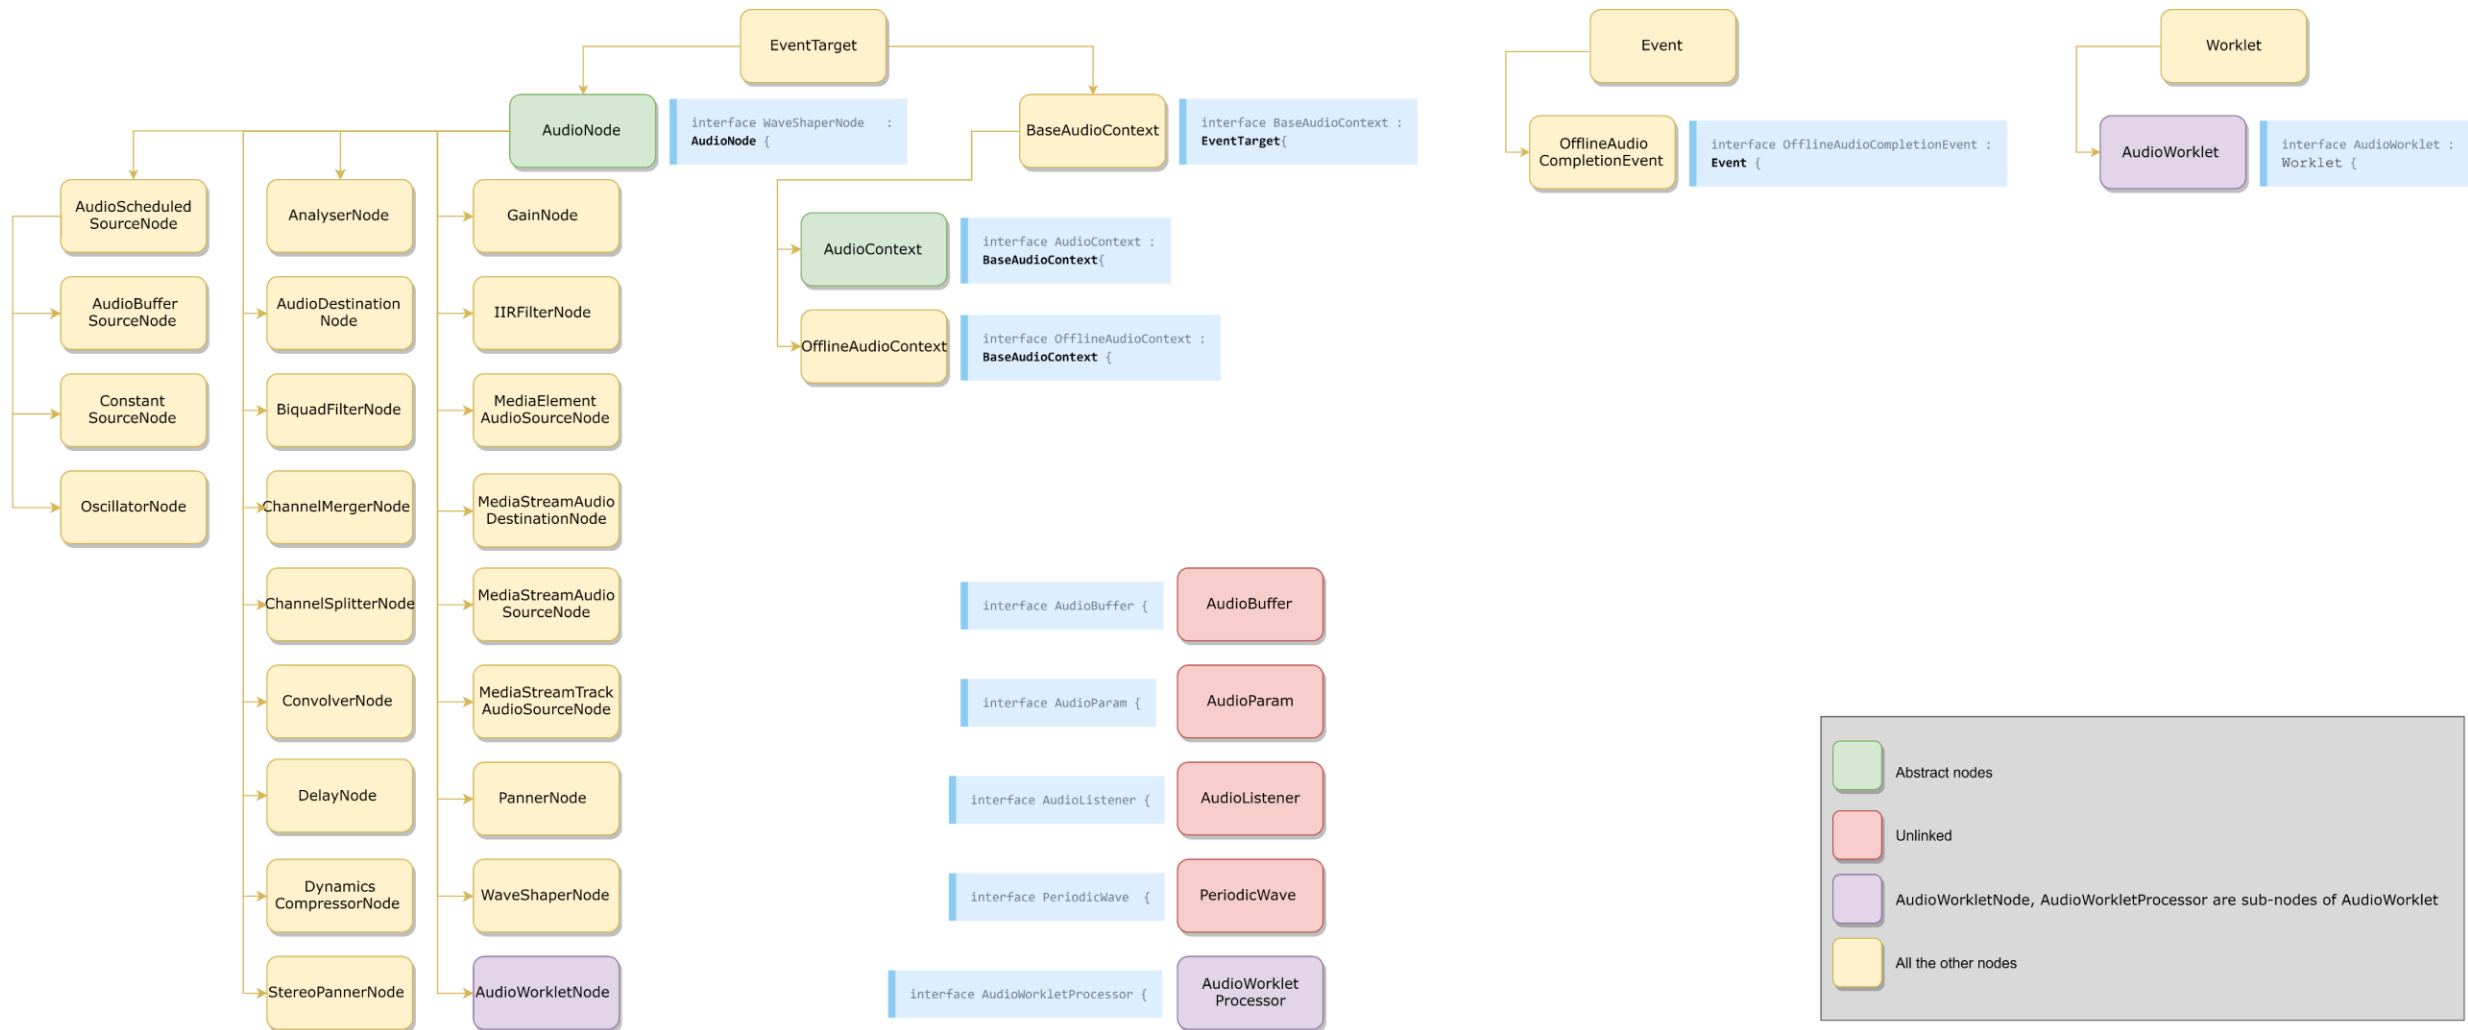 EventTarget
Event
Worklet
AudioNode
interface WaveShaperNode   :
AudioNode {
BaseAudioContext
interface BaseAudioContext :
EventTarget{
OfflineAudio
CompletionEvent
interface OfflineAudioCompletionEvent :
Event {
AudioWorklet
interface AudioWorklet :
Worklet {
AudioScheduled
SourceNode
AnalyserNode
GainNode
AudioContext
interface AudioContext :
BaseAudioContext{
AudioBuffer
SourceNode
AudioDestination
Node
IIRFilterNode
OfflineAudioContext
interface OfflineAudioContext :
BaseAudioContext {
Constant
SourceNode
BiquadFilterNode
MediaElement
AudioSourceNode
OscillatorNode
ChannelMergerNode
MediaStreamAudio
DestinationNode
ChannelSplitterNode
MediaStreamAudio
SourceNode
interface AudioBuffer {
AudioBuffer
ConvolverNode
MediaStreamTrack
AudioSourceNode
interface AudioParam {
AudioParam
DelayNode
PannerNode
interface AudioListener {
AudioListener
Dynamics
CompressorNode
WaveShaperNode
interface PeriodicWave  {
PeriodicWave
StereoPannerNode
AudioWorkletNode
interface AudioWorkletProcessor {
AudioWorklet
Processor
Abstract nodes
Unlinked
AudioWorkletNode, AudioWorkletProcessor are sub-nodes of AudioWorklet
All the other nodes